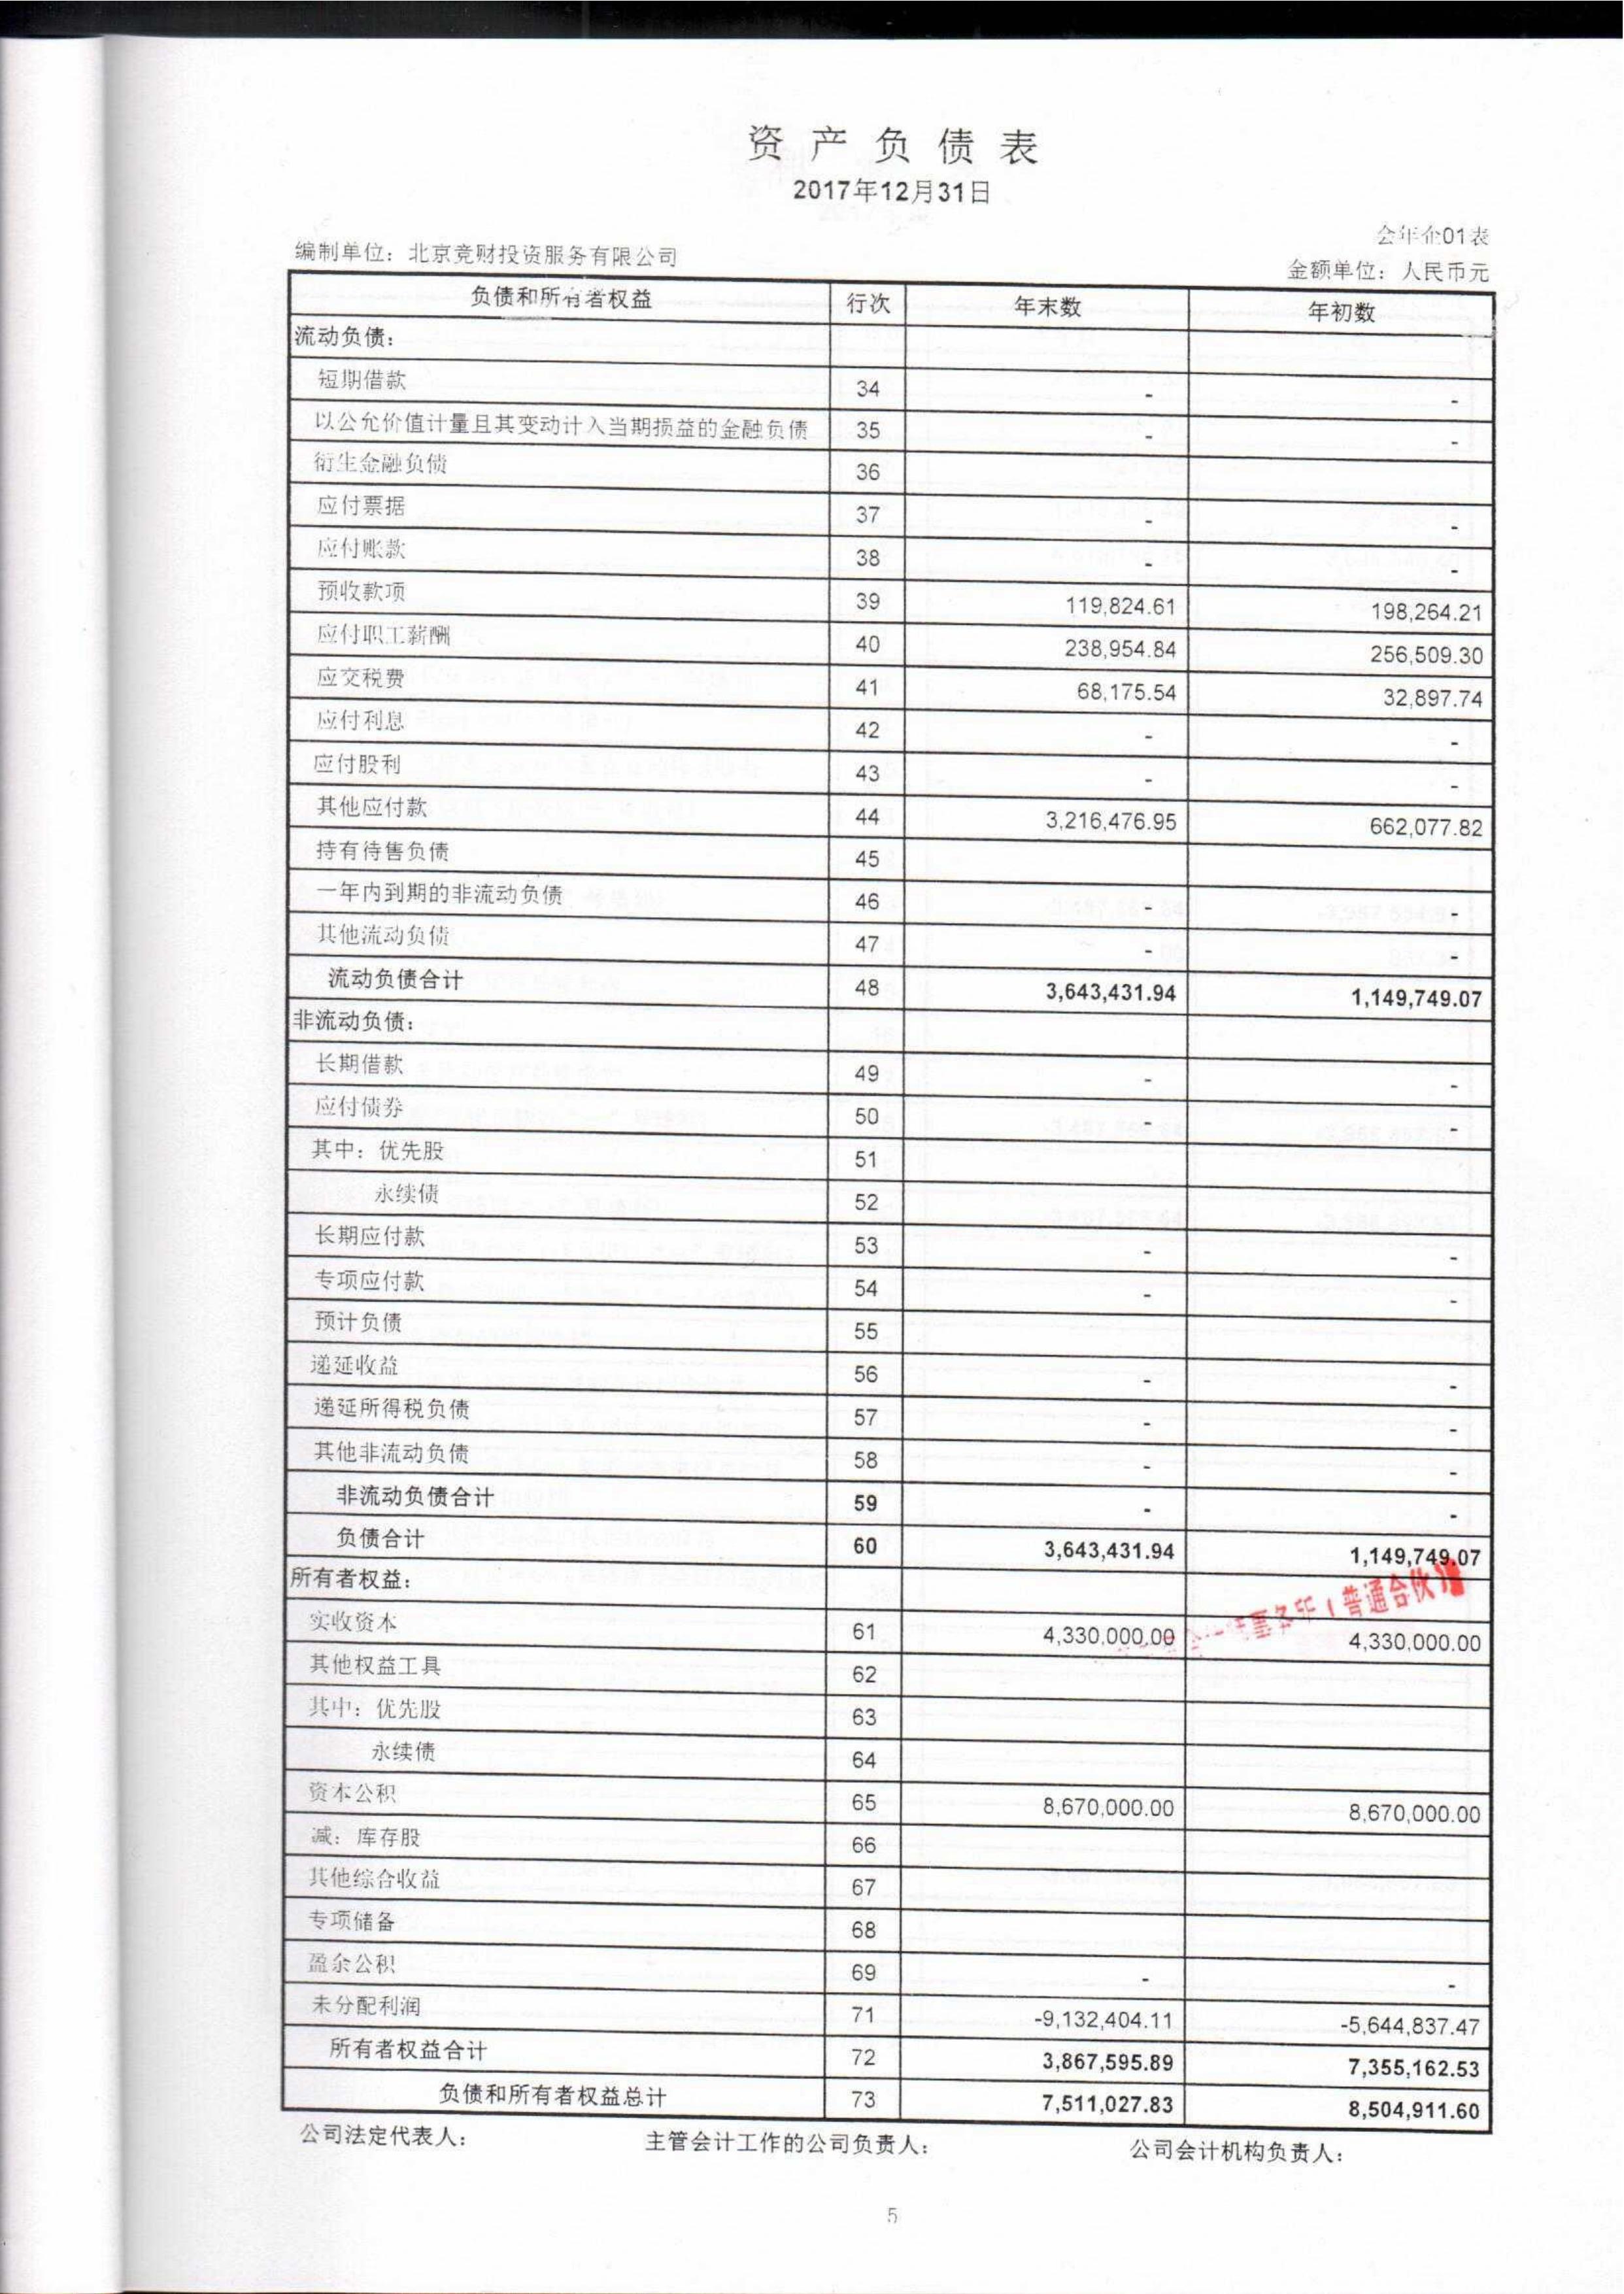 资产负债表
2017年12月31日
会年企01表
编制单位：北京竞财投资服务有限公司
金额单位：人民币元
负债和所有者权益 行次 年末数 年初数
流动负债：
短期借款 34 - -
以公允价值计量且其变动计入当期损益的金融负债 35 - -
衍生金融负债 36
应付票据 37 - -
应付账款 38 - -
预收款项 39 119,824.61 198,264.21
应付职工薪酬 40 238,954.84 256,509.30
应交税费 41 68,175.54 32,897.74
应付利息 42 - -
应付股利 43 - -
其他应付款 44 3,216,476.95 662,077.82
持有待售负债 45
一年内到期的非流动负债 46 - -
其他流动负债 47 - -
流动负债合计 48 3,643,431.94 1,149,749.07
非流动负债：
长期借款 49 - -
应付债券 50 - -
其中：优先股 51
永续债 52
长期应付款 53 - -
专项应付款 54 - -
预计负债 55
递延收益 56 - -
递延所得税负债 57 - -
其他非流动负债 58 - -
非流动负债合计 59 - -
负债合计 60 3,643,431.94 1,149,749.07
所有者权益：
实收资本 61 4,330,000.00 4,330,000.00
其他权益工具 62
其中：优先股 63
永续债 64
资本公积 65 8,670,000.00 8,670,000.00
减：库存股 66
其他综合收益 67
专项储备 68
盈余公积 69 - -
未分配利润 71 -9,132,404.11 -5,644,837.47
所有者权益合计 72 3,867,595.89 7,355,162.53
负债和所有者权益总计 73 7,511,027.83 8,504,911.60
（普通合伙）
公司法定代表人： 主管会计工作的公司负责人： 公司会计机构负责人：
5